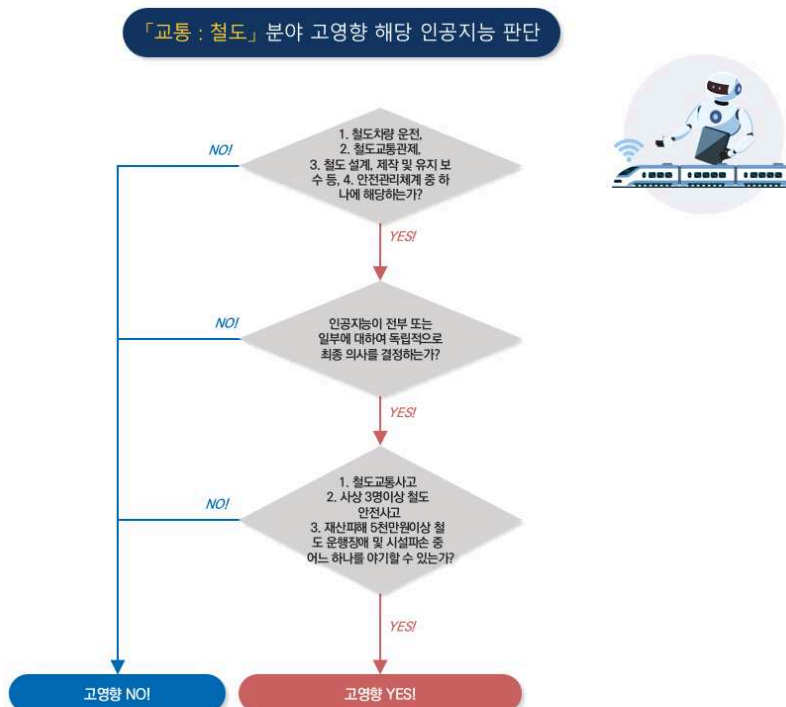 「교통 : 철도」 분야 고영향 해당 인공지능 판단
1. 철도차량 운전,
2. 철도교통관제,
3. 철도 설계, 제작 및 유지 보
수 등, 4. 안전관리체계 중 하
나에 해당하는가?
NO!
YES!
인공지능이 전부 또는
일부에 대하여 독립적으로
최종 의사를 결정하는가?
NO!
YES!
1. 철도교통사고
2. 사상 3명이상 철도
안전사고
3. 재산피해 5천만원이상 철
도 운행장애 및 시설파손 중
어느 하나를 야기할 수 있는가?
NO!
YES!
고영향 NO!
고영향 YES!